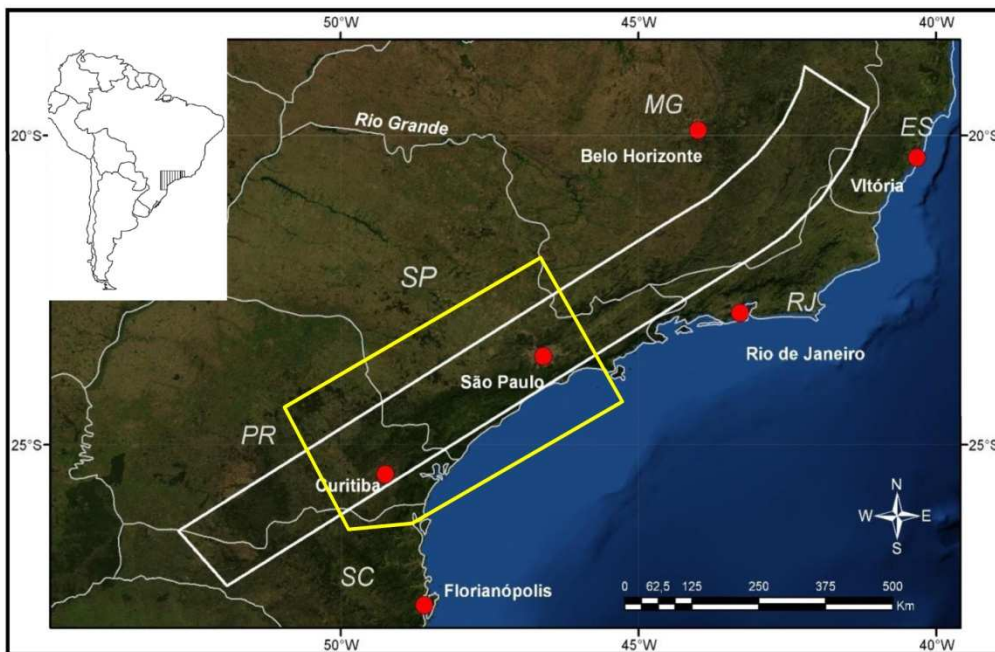 50°W 45°W 40°W
MG
Rio Grande
20°S ES 20°S
Belo Horizonte
VItória
SP
RJ
Rio de Janeiro
São Paulo
PR
25°S 25°S
Curitiba
N
W E
S
SC
Florianópolis
0 62,5 125 250 375 500
Km
50°W 45°W 40°W